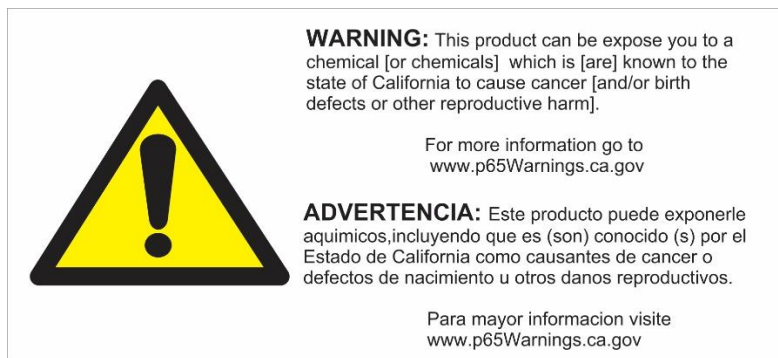 WARNING: This product can be expose you to a
chemical [or chemicals] which is [are] known to the
state of California to cause cancer [and/or birth
defects or other reproductive harm].
For more information go to
www.p65Warnings.ca.gov
ADVERTENCIA: Este producto puede exponerle
aquimicos,incluyendo que es (son) conocido (s) por el
Estado de California como causantes de cancer o
defectos de nacimiento u otros danos reproductivos.
Para mayor informacion visite
www.p65Warnings.ca.gov